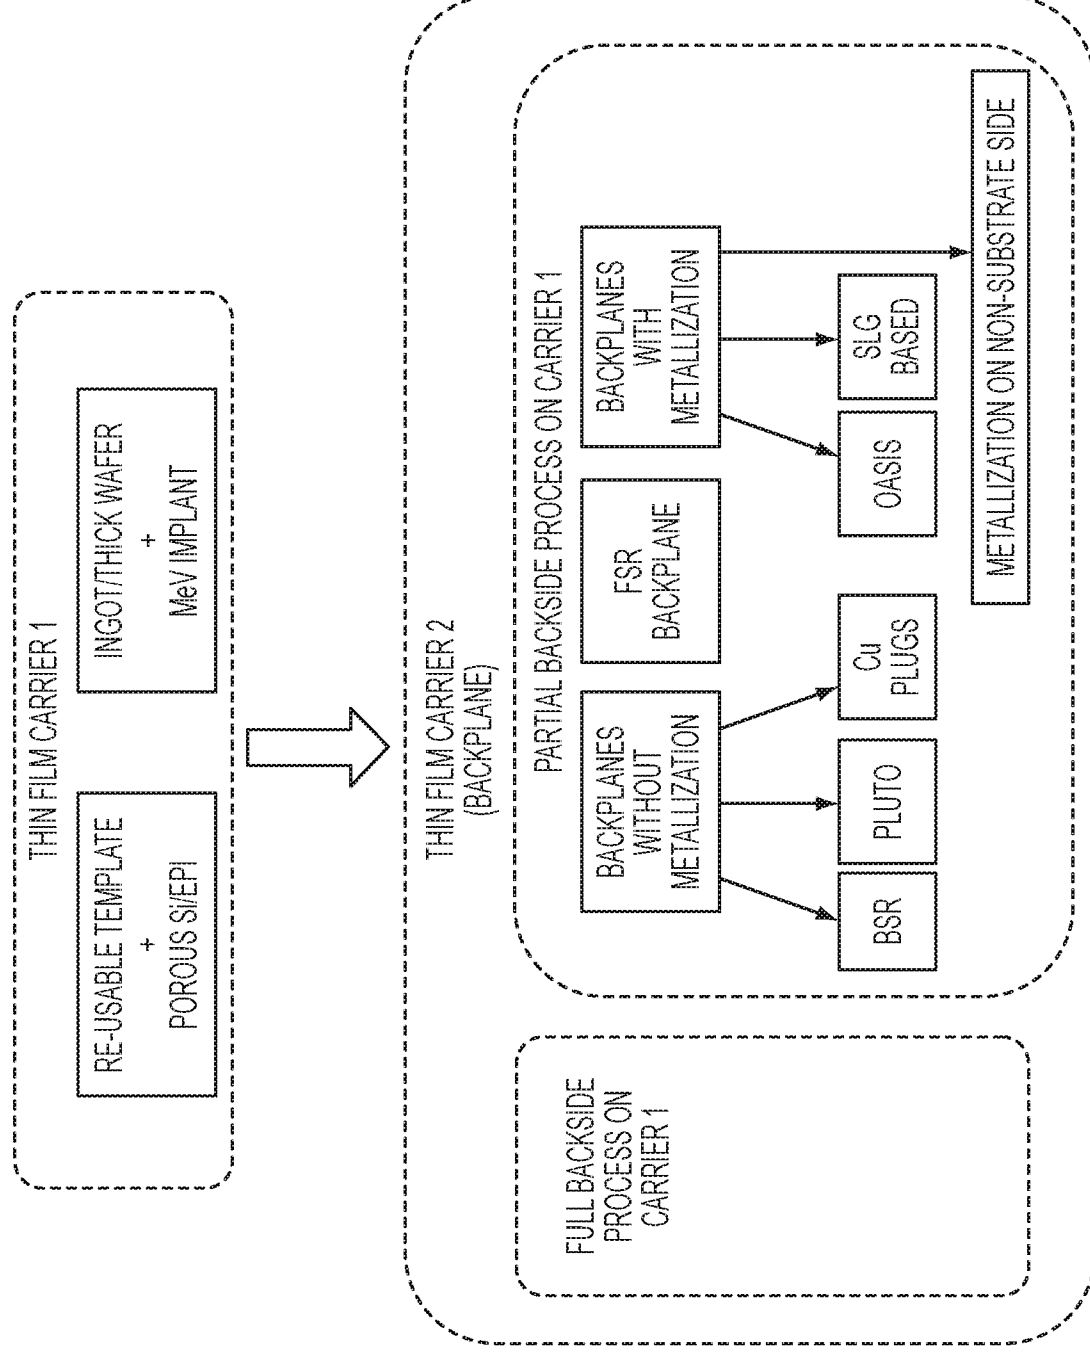 THIN FILM CARRIER 1
RE-USABLE TEMPLATE
+
POROUS Si/EPI
INGOT/THICK WAFER
+
MeV IMPLANT
THIN FILM CARRIER 2
(BACKPLANE)
FULL BACKSIDE
PROCESS ON
CARRIER 1
PARTIAL BACKSIDE PROCESS ON CARRIER 1
BACKPLANES
WITHOUT
METALLIZATION
FSR
BACKPLANE
BACKPLANES
WITH
METALLIZATION
BSR
PLUTO
Cu
PLUGS
OASIS
SLG
BASED
METALLIZATION ON NON-SUBSTRATE SIDE